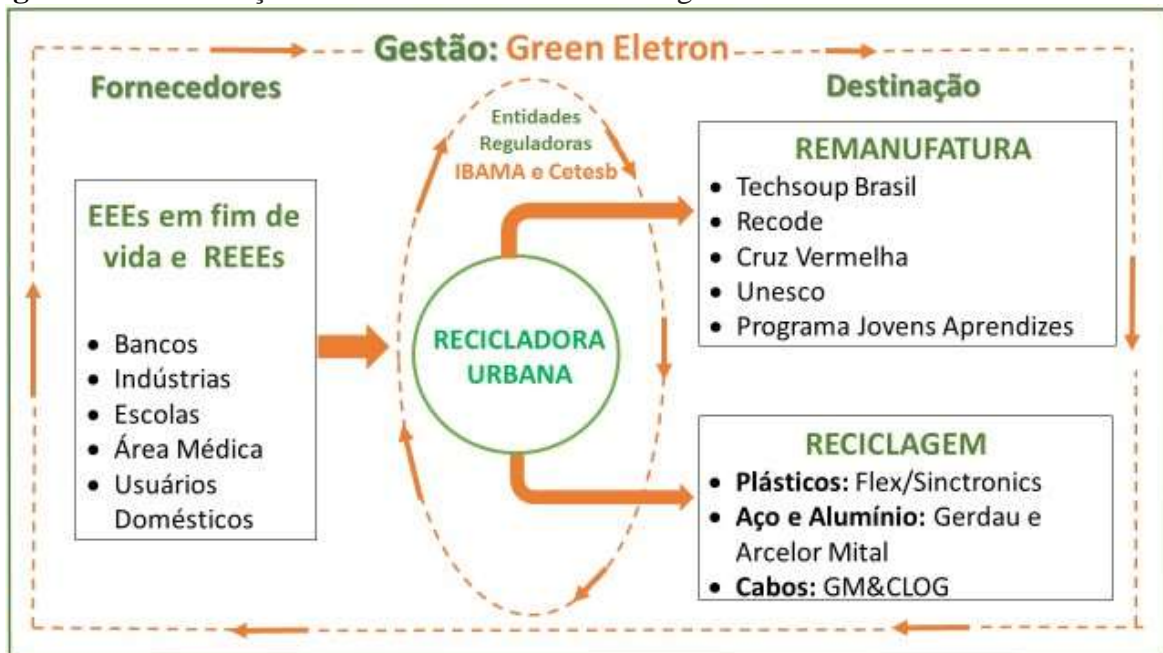 Gestão: Green Eletron
Fornecedores
Destinação
Entidades
Reguladoras
IBAMA e Cetesb
EEEs em fim de
vida e REEEs
• Bancos
• Indústrias
• Escolas
• Área Médica
• Usuários
Domésticos
RECICLADORA
URBANA
REMANUFATURA
• Techsoup Brasil
• Recode
• Cruz Vermelha
• Unesco
• Programa Jovens Aprendizes
RECICLAGEM
• Plásticos: Flex/Sinctronics
• Aço e Alumínio: Gerdau e
Arcelor Mital
• Cabos: GM&CLOG